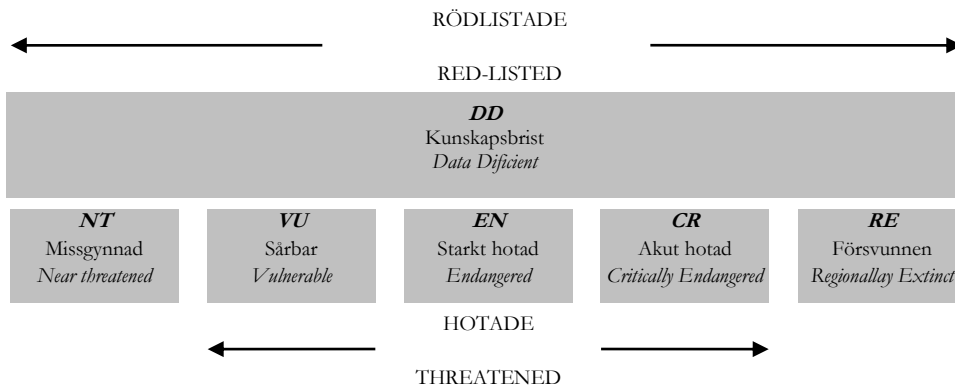 RÖDLISTADE
RED-LISTED
DD
Kunskapsbrist
Data Dificient
NT VU EN CR RE
Missgynnad Sårbar Starkt hotad Akut hotad Försvunnen
Near threatened Vulnerable Endangered Critically Endangered Regionallay Extinct
HOTADE
THREATENED